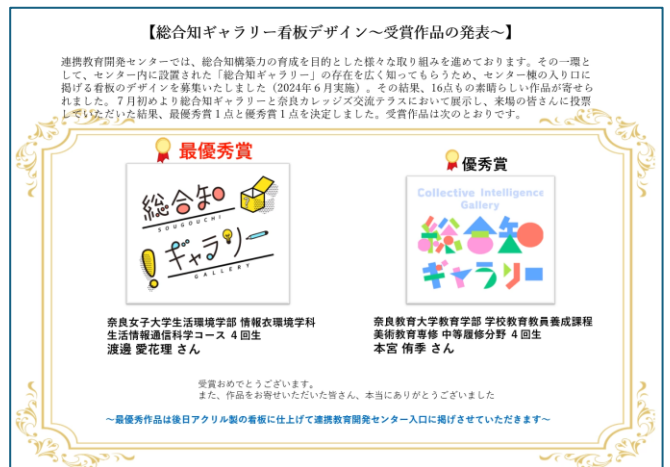 【総合知ギャラリー看板デザイン～受賞作品の発表～】
連携教育開発センターでは、総合知構築力の育成を目的とした様々な取り組みを進めております。その一環と
して、センター内に設置された「総合知ギャラリー」の存在を広く知ってもらうため、センター棟の入り口に
掲げる看板のデザインを募集いたしました（2024年６月実施）。その結果、16点もの素晴らしい作品が寄せら
れました。７月初めより総合知ギャラリーと奈良カレッジズ交流テラスにおいて展示し、来場の皆さんに投票
していただいた結果、最優秀賞１点と優秀賞１点を決定しました。受賞作品は次のとおりです。
最優秀賞
総合知
SOUGOUCHI
ギャラリー
GALLERY
奈良女子大学生活環境学部 情報衣環境学科
生活情報通信科学コース ４回生
渡邉 愛花理 さん
優秀賞
Collective Intelligence
Gallery
総合知
ギャラリー
奈良教育大学教育学部 学校教育教員養成課程
美術教育専修 中等履修分野 ４回生
本宮 侑季 さん
受賞おめでとうございます。
また、作品をお寄せいただいた皆さん、本当にありがとうございました
～最優秀作品は後日アクリル製の看板に仕上げて連携教育開発センター入口に掲げさせていただきます～